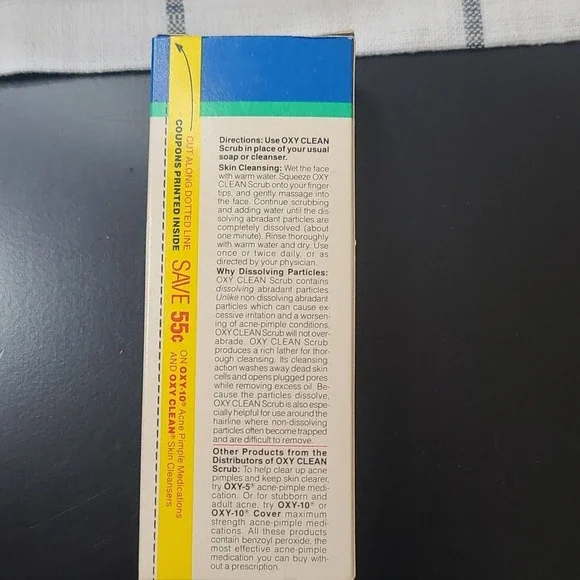 Directions: Use OXY CLEAN
Scrub in place of your usual
soap or cleanser.
Skin Cleansing: Wet the face
with warm water. Squeeze OXY
CLEAN Scrub onto your finger-
tips, and gently massage into
the face. Continue scrubbing
and adding water until the dis-
solving abradant particles are
completely dissolved (about
one minute). Rinse thoroughly
with warm water and dry. Use
once or twice daily, or as
directed by your physician.
Why Dissolving Particles:
OXY CLEAN Scrub contains
dissolving abradant particles.
Unlike non-dissolving abradant
particles which can cause ex-
cessive irritation and a worsen-
ing of acne-pimple conditions,
OXY CLEAN Scrub will not over-
abrade. OXY CLEAN Scrub
produces a rich lather for thor-
ough cleansing. Its cleansing
action washes away dead skin
cells and opens plugged pores
while removing excess oil. Be-
cause the particles dissolve,
OXY CLEAN Scrub is also espe-
cially helpful for use around the
hairline where non-dissolving
particles often become trapped
and are difficult to remove.
Other Products from the
Distributors of OXY CLEAN
Scrub: To help clear up acne
pimples and keep skin clearer,
try OXY-5® acne-pimple medi-
cation. Or for stubborn and
adult acne, try OXY-10® or
OXY-10® Cover maximum
strength acne-pimple medi-
cations. All these products
contain benzoyl peroxide, the
most effective acne-pimple
medication you can buy with-
out a prescription.
CUT ALONG DOTTED LINE
COUPONS PRINTED INSIDE
SAVE 55¢
ON OXY-10® Acne Pimple Medications
AND OXY CLEAN® Skin Cleansers